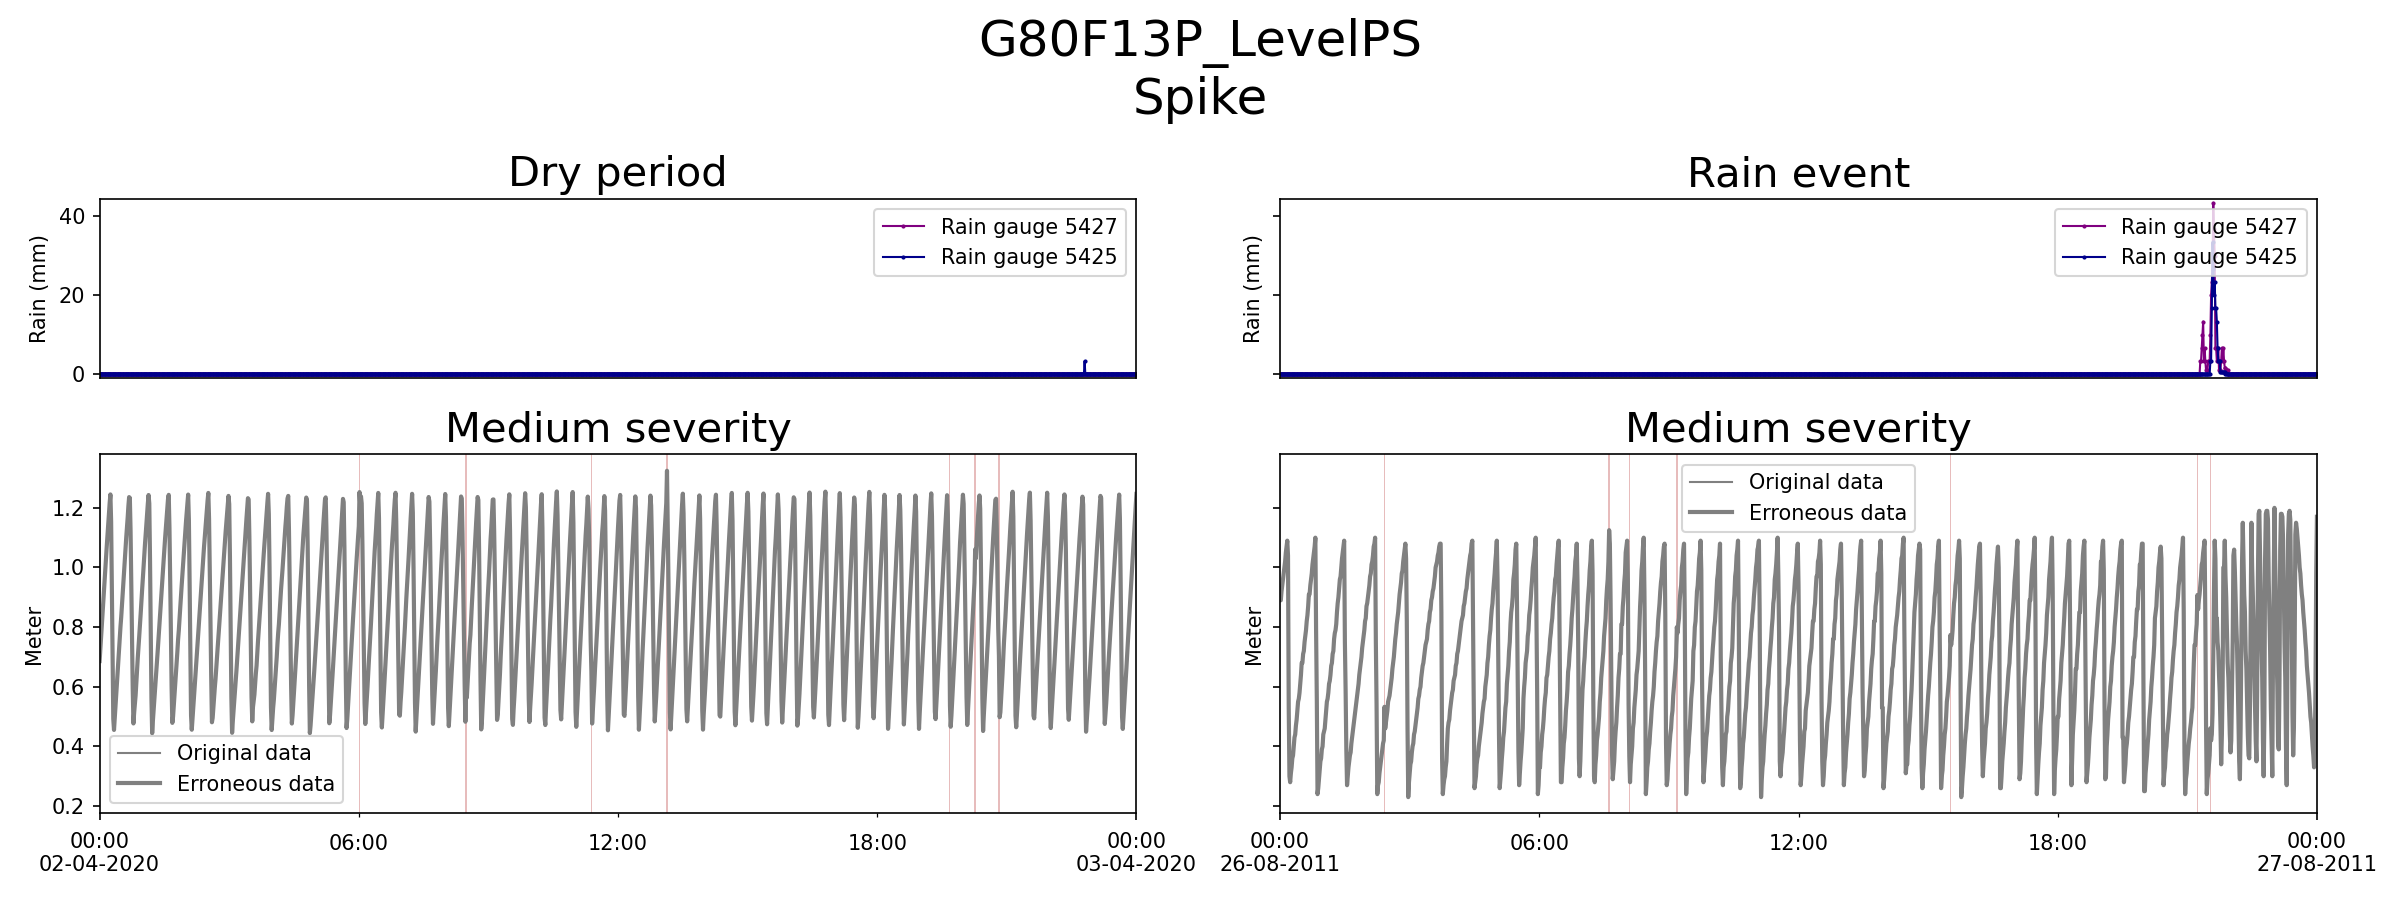 G80F13P_LevelPS
Spike
Dry period
Rain event
Rain (mm)
40
20
0
Rain gauge 5427
Rain gauge 5425
Rain (mm)
Rain gauge 5427
Rain gauge 5425
Medium severity
Medium severity
Meter
1.2
1.0
0.8
0.6
0.4
0.2
Original data
Erroneous data
Meter
Original data
Erroneous data
00:00
02-04-2020
06:00
12:00
18:00
00:00
03-04-2020
00:00
26-08-2011
06:00
12:00
18:00
00:00
27-08-2011